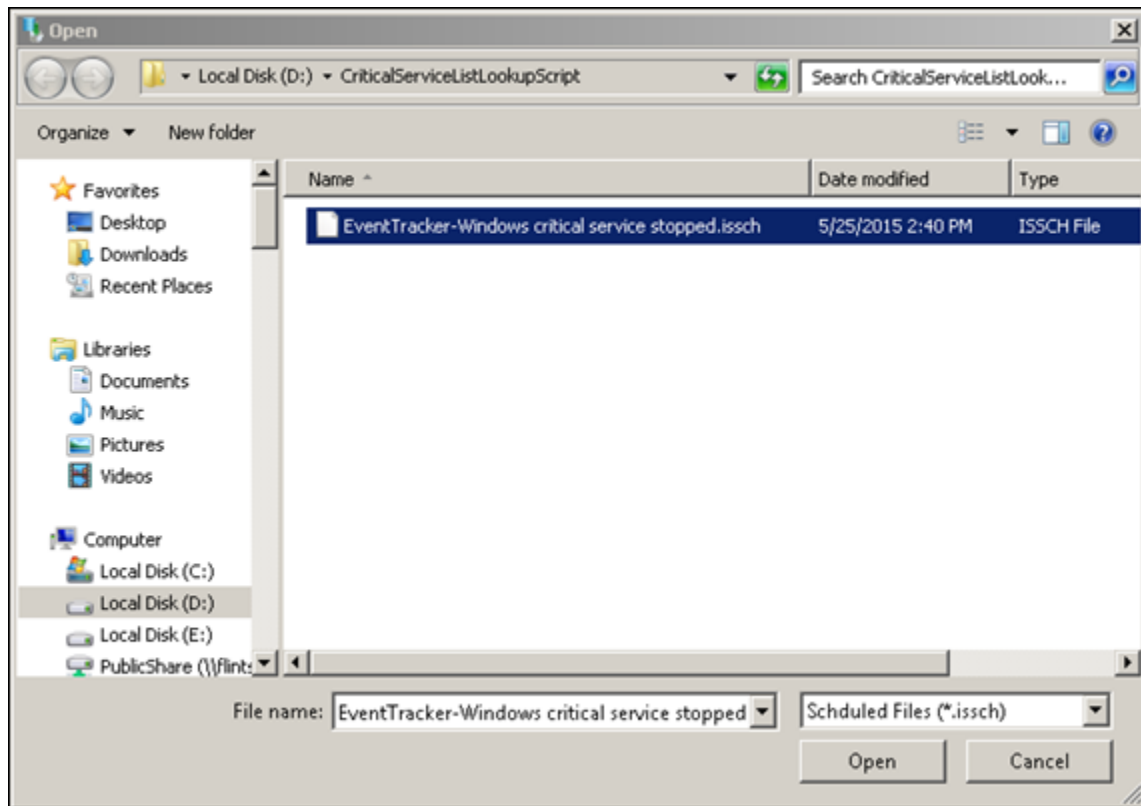 Open
Local Disk (D:) CriticalServiceListLookupScript Search CriticalServiceListLook...
Organize New folder
Name Date modified Type
EventTracker-Windows critical service stopped.issch 5/25/2015 2:40 PM ISSCH File
Favorites
Desktop
Downloads
Recent Places
Libraries
Documents
Music
Pictures
Videos
Computer
Local Disk (C:)
Local Disk (D:)
Local Disk (E:)
PublicShare (\\flints
File name: EventTracker-Windows critical service stopped Schduled Files (*.issch)
Open Cancel